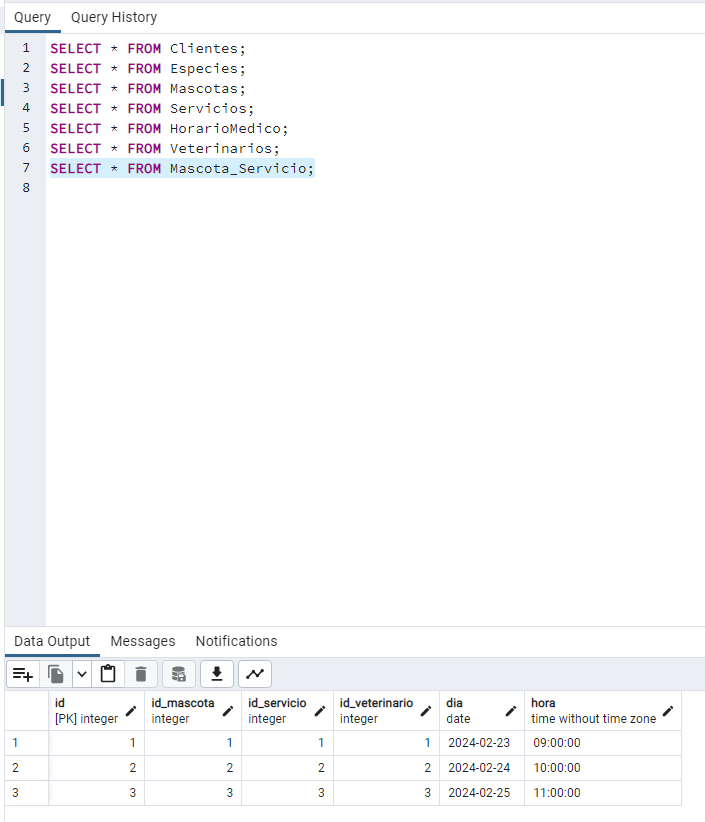 Query Query History
1 SELECT * FROM Clientes;
2 SELECT * FROM Especies;
3 SELECT * FROM Mascotas;
4 SELECT * FROM Servicios;
5 SELECT * FROM HorarioMedico;
6 SELECT * FROM Veterinarios;
7 SELECT * FROM Mascota_Servicio;
8
Data Output Messages Notifications
id id_mascota id_servicio id_veterinario dia hora
[PK] integer integer integer integer date time without time zone
1 1 1 1 1 2024-02-23 09:00:00
2 2 2 2 2 2024-02-24 10:00:00
3 3 3 3 3 2024-02-25 11:00:00